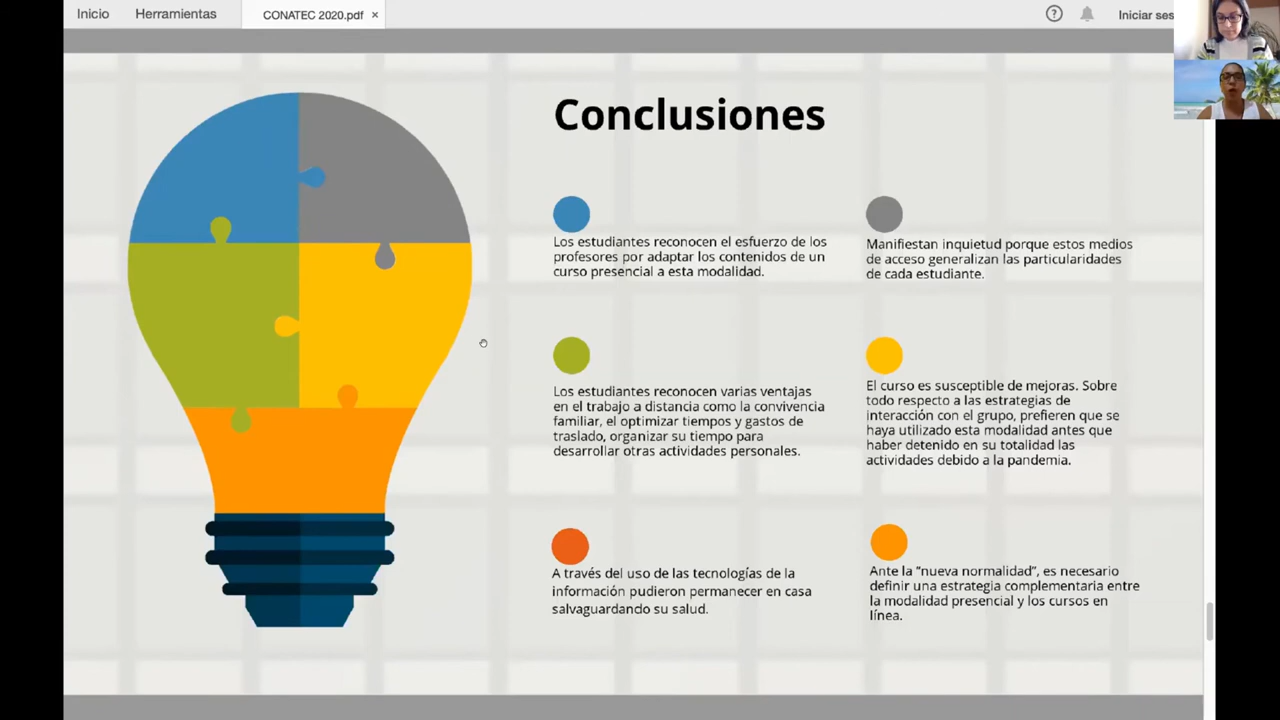 Inicio
Herramientas
CONATEC 2020.pdf ×
Iniciar ses
Conclusiones
Los estudiantes reconocen el esfuerzo de los
profesores por adaptar los contenidos de un
curso presencial a esta modalidad.
Manifiestan inquietud porque estos medios
de acceso generalizan las particularidades
de cada estudiante.
Los estudiantes reconocen varias ventajas
en el trabajo a distancia como la convivencia
familiar, el optimizar tiempos y gastos de
traslado, organizar su tiempo para
desarrollar otras actividades personales.
El curso es susceptible de mejoras. Sobre
todo respecto a las estrategias de
interacción con el grupo, prefieren que se
haya utilizado esta modalidad antes que
haber detenido en su totalidad las
actividades debido a la pandemia.
A través del uso de las tecnologías de la
información pudieron permanecer en casa
salvaguardando su salud.
Ante la “nueva normalidad”, es necesario
definir una estrategia complementaria entre
la modalidad presencial y los cursos en
línea.